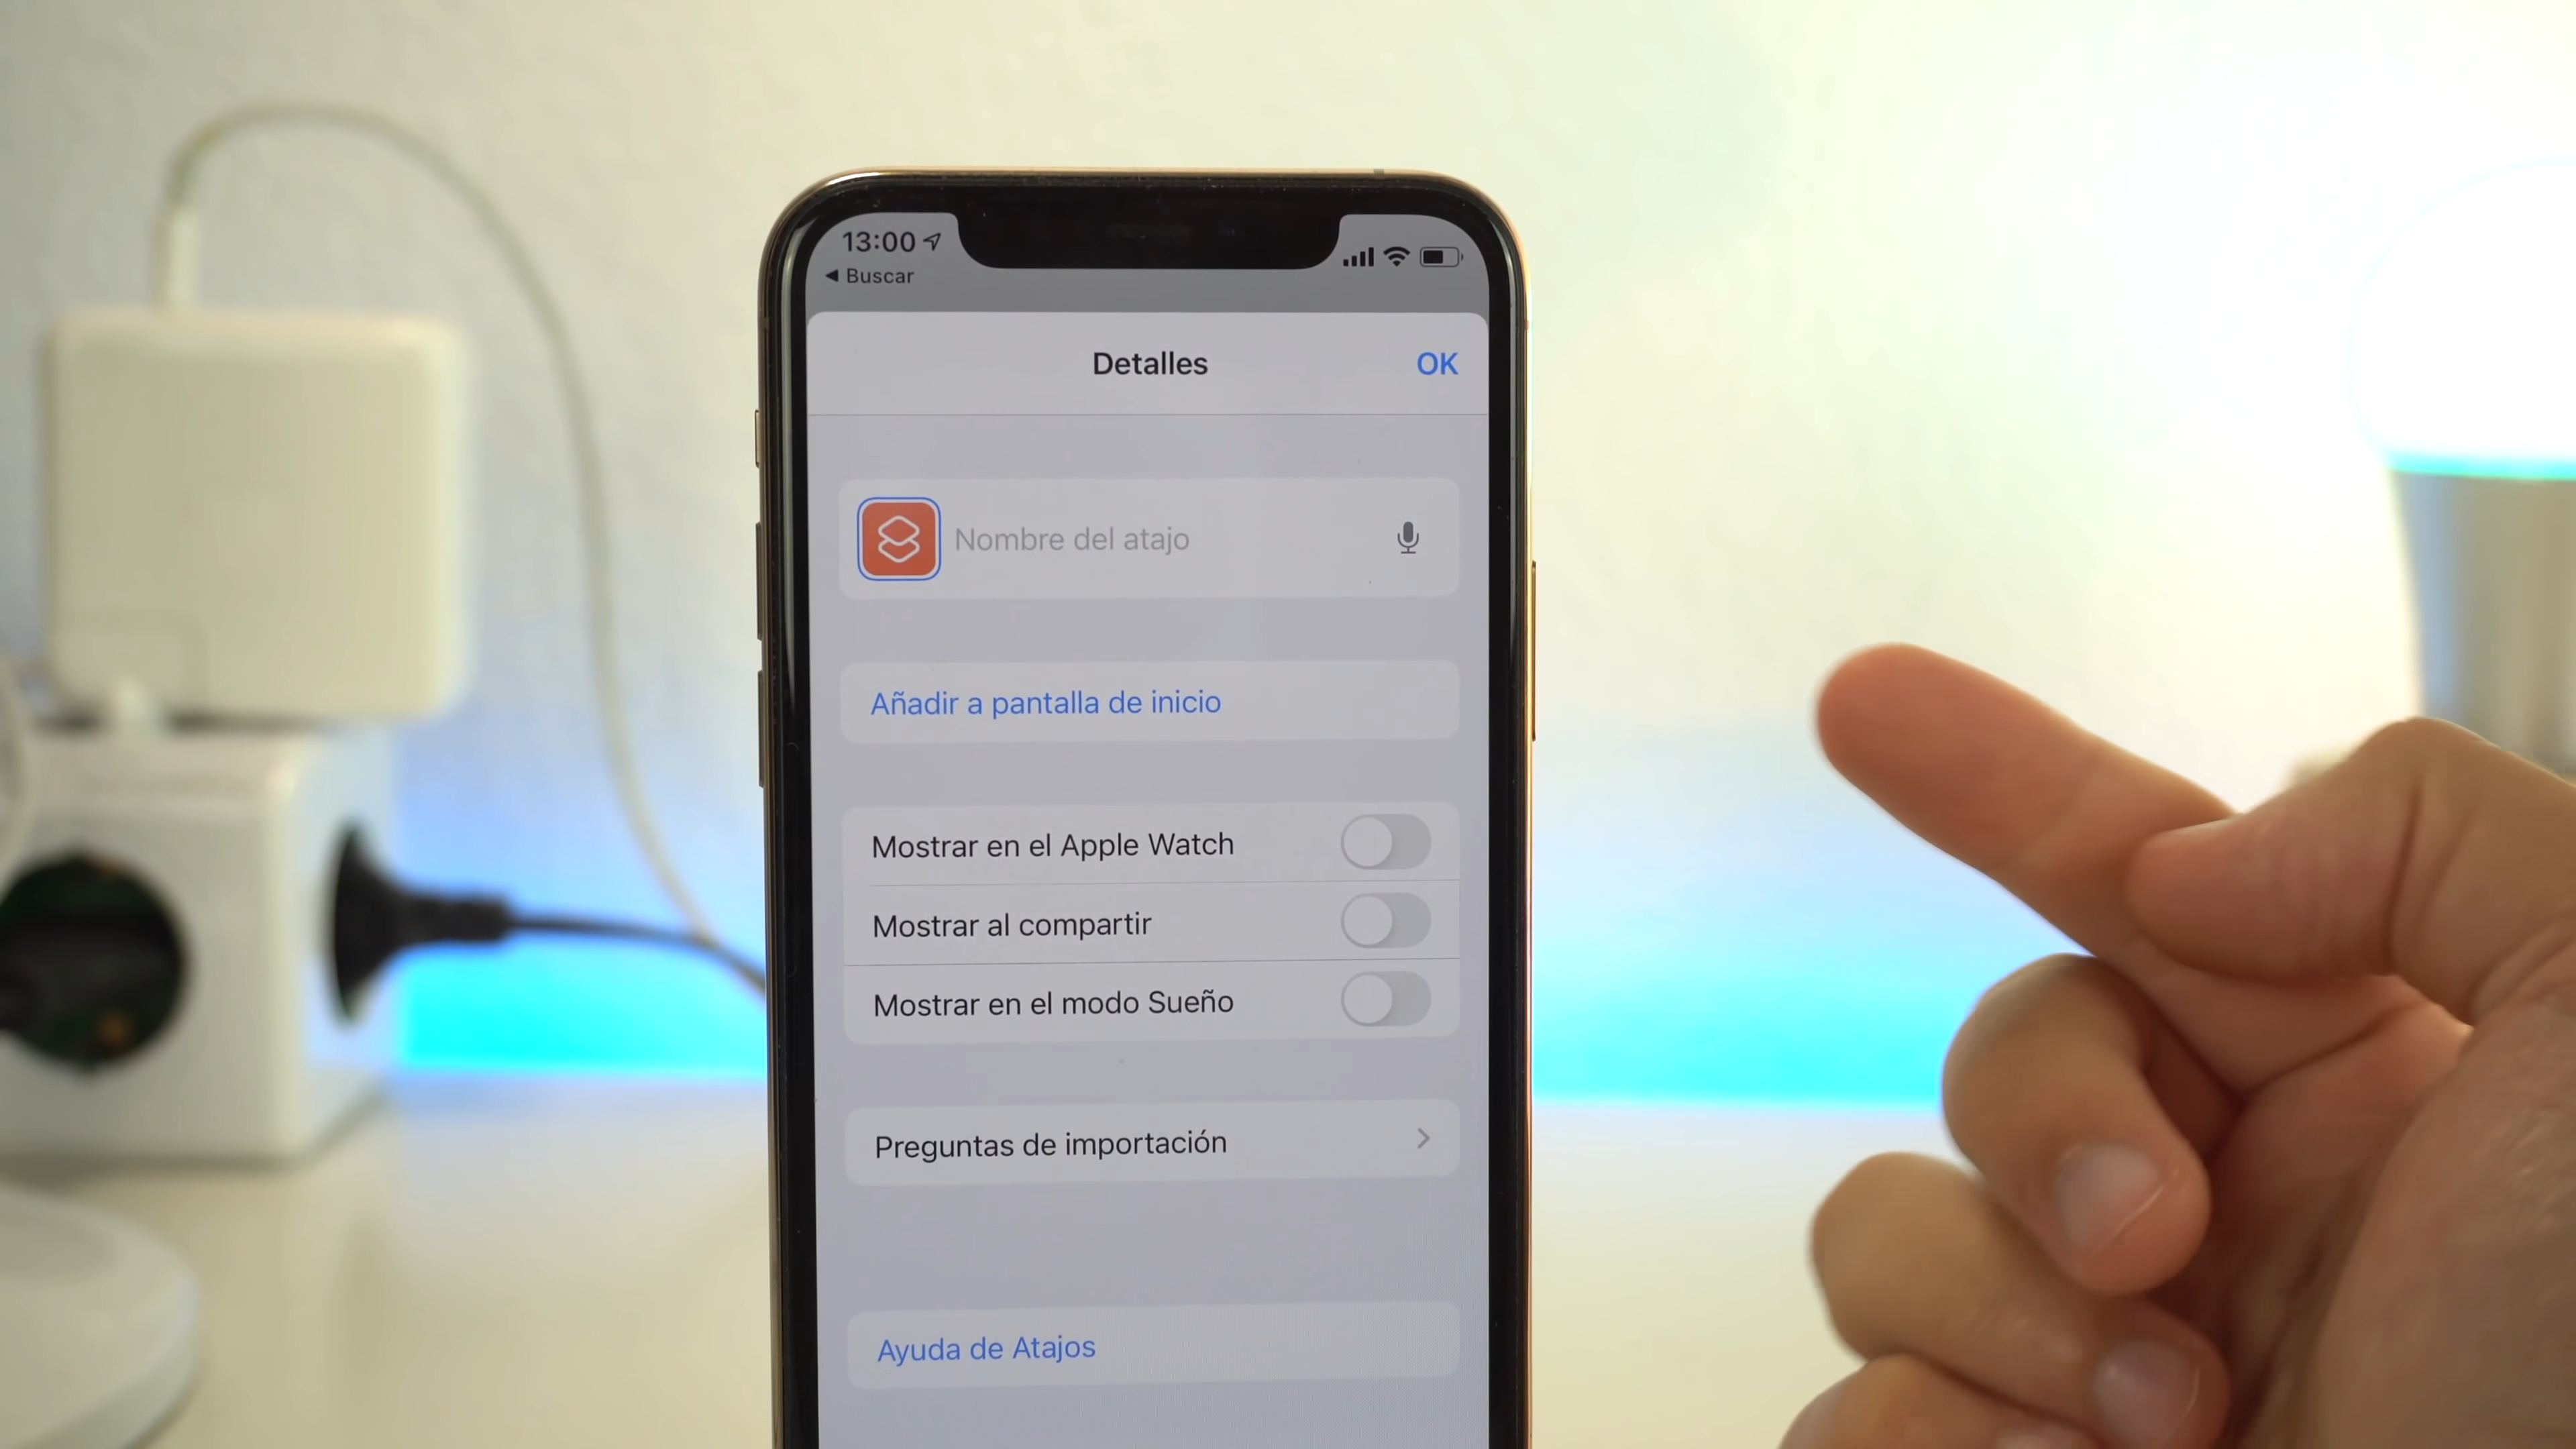 13:00
◀ Buscar
Detalles
OK
Nombre del atajo
Añadir a pantalla de inicio
Mostrar en el Apple Watch
Mostrar al compartir
Mostrar en el modo Sueño
Preguntas de importación
Ayuda de Atajos